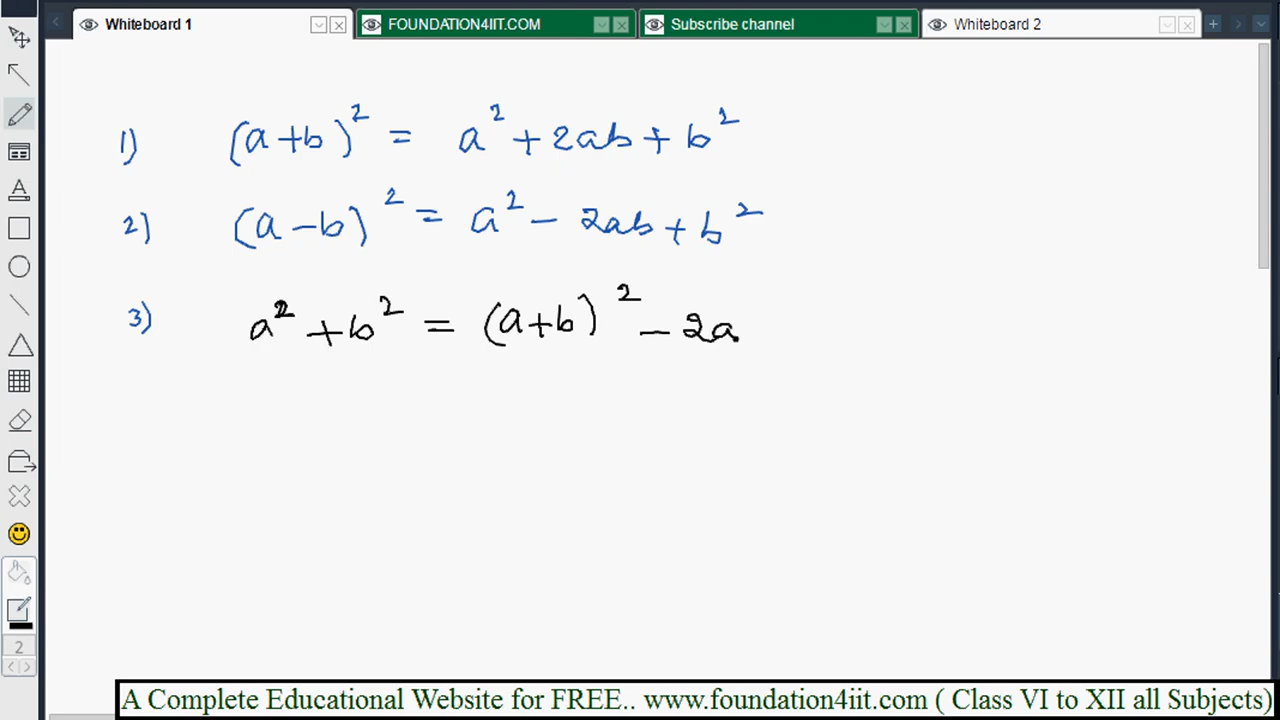 Whiteboard 1 FOUNDATION4IIT.COM Subscribe channel Whiteboard 2
1) (a+b)² = a² + 2ab + b²
2) (a-b)² = a² - 2ab + b²
3) a² + b² = (a+b)² - 2a
2
A Complete Educational Website for FREE.. www.foundation4iit.com ( Class VI to XII all Subjects)